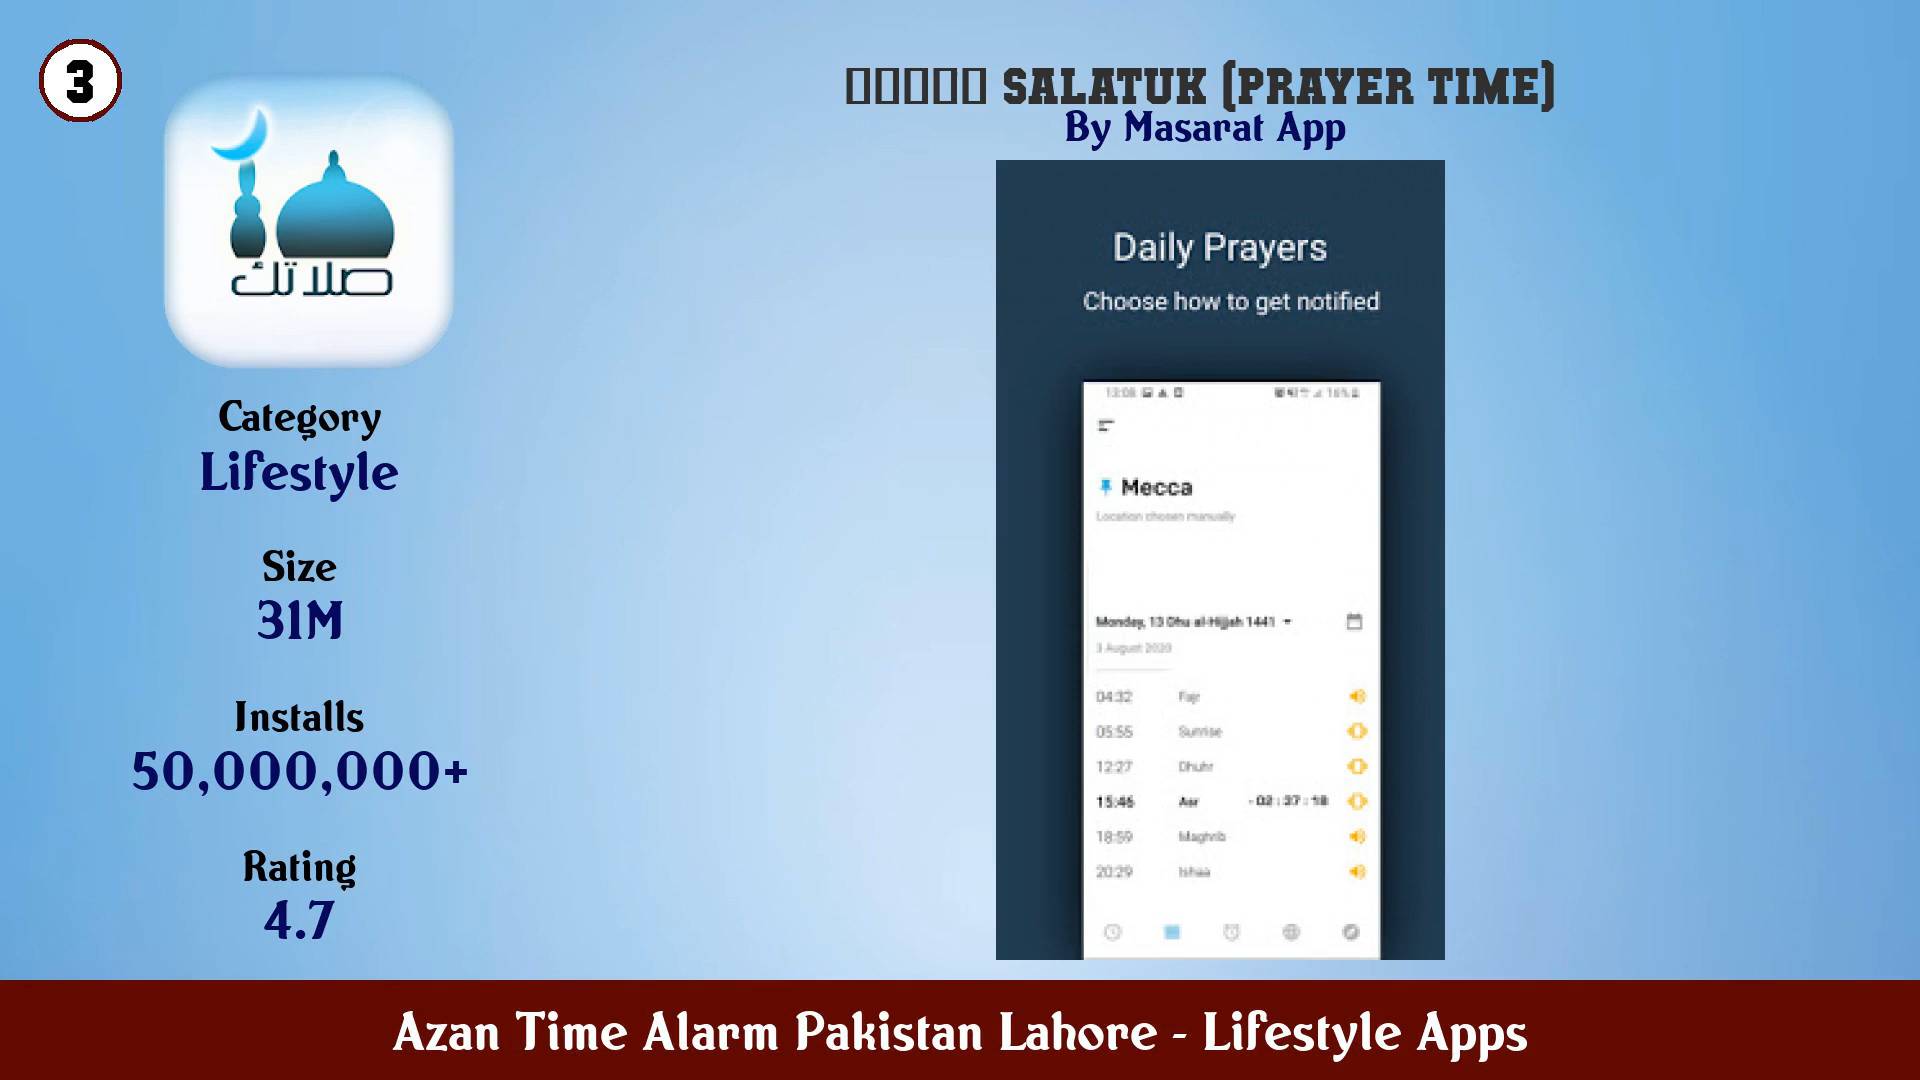 3
صلاتك
SALATUK (PRAYER TIME)
By Masarat App
Category
Lifestyle
Size
31M
Installs
50,000,000+
Rating
4.7
Daily Prayers
Choose how to get notified
13:08 16%
Mecca
Location chosen manually
Monday, 13 Dhu al-Hijjah 1441
3 August 2020
04:32 Fajr
05:55 Sunrise
12:27 Dhuhr
15:46 Asr - 02 : 37 : 18
18:59 Maghrib
20:29 Ishaa
Azan Time Alarm Pakistan Lahore - Lifestyle Apps